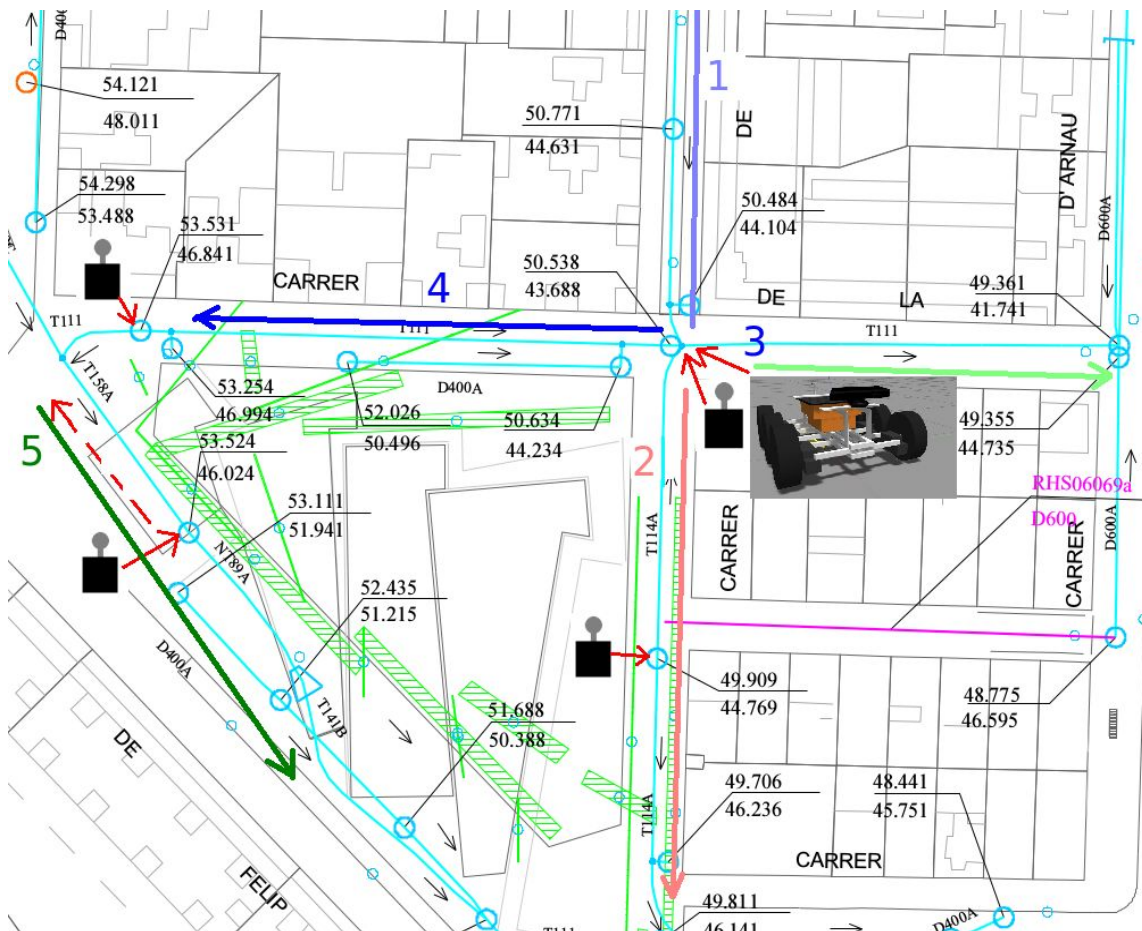 D400
54.121
48.011
54.298
53.488
53.531
46.841
CARRER
T111
4
T111
T158A
53.254
46.994
53.524
46.024
52.026
50.496
D400A
50.634
44.234
5
N789A
53.111
51.941
52.435
51.215
D400A
T141B
51.688
50.388
DE
FELIP
T111
1
DE
50.771
44.631
50.484
44.104
50.538
43.688
DE
LA
D' ARNAU
D600A
49.361
41.741
3
T111
49.355
44.735
2
RHS06069a
D600
D600A
CARRER
CARRER
T114A
49.909
44.769
48.775
46.595
49.706
46.236
48.441
45.751
T114A
CARRER
49.811
46.141
D400A